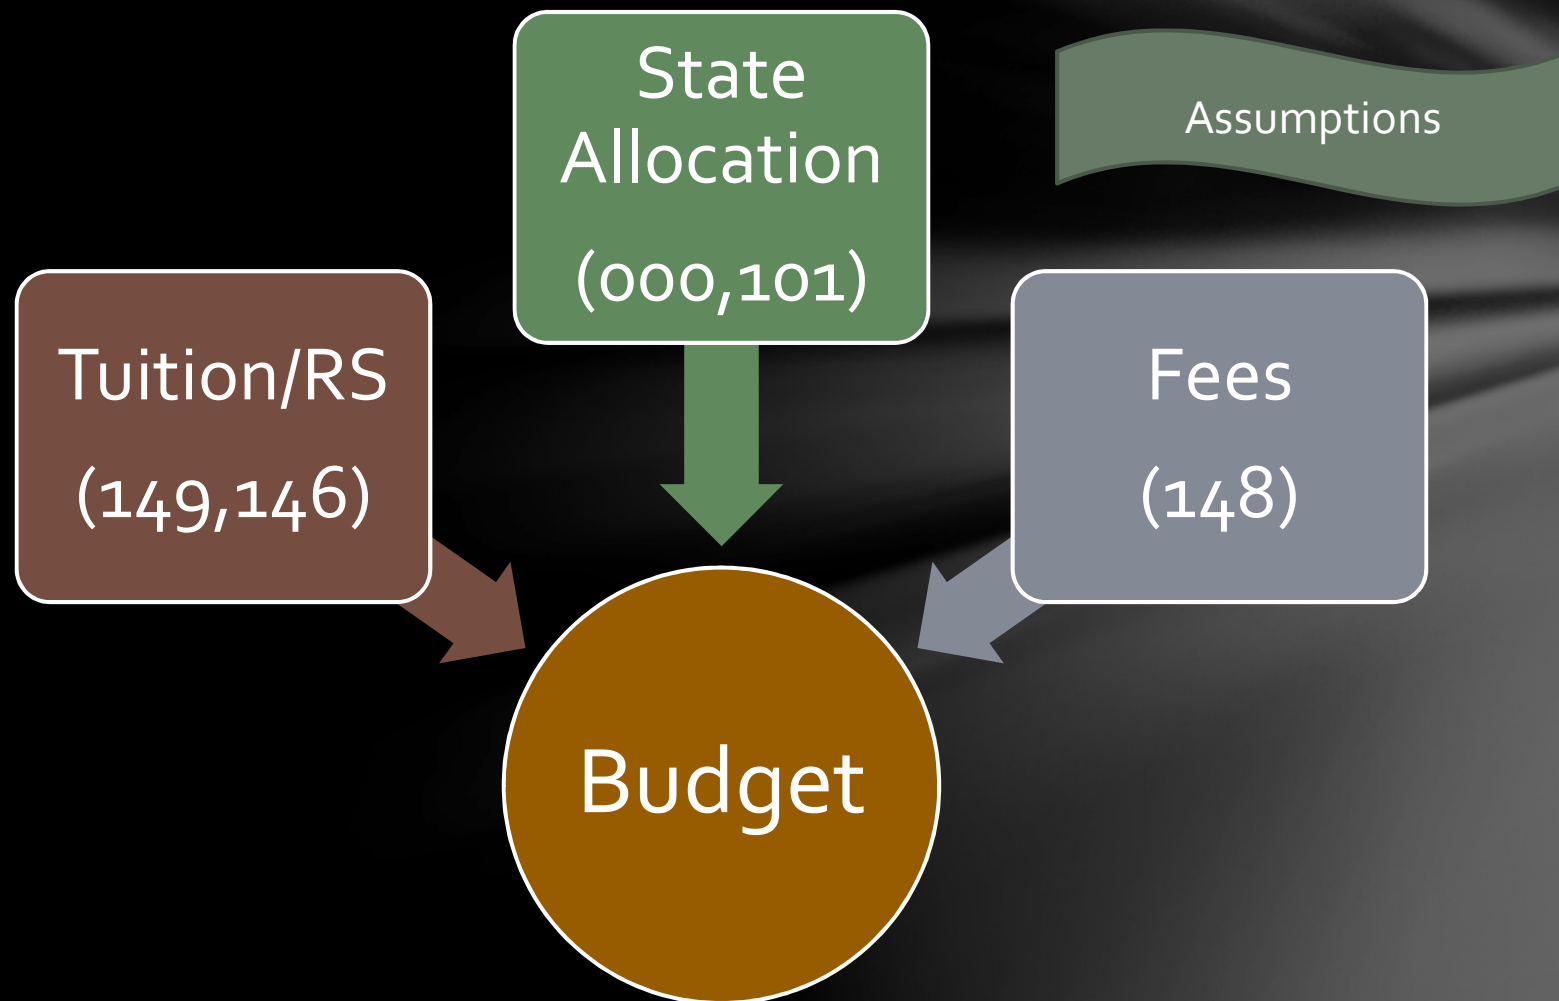 State
Allocation
(000,101)
Assumptions
Tuition/RS
(149,146)
Fees
(148)
Budget